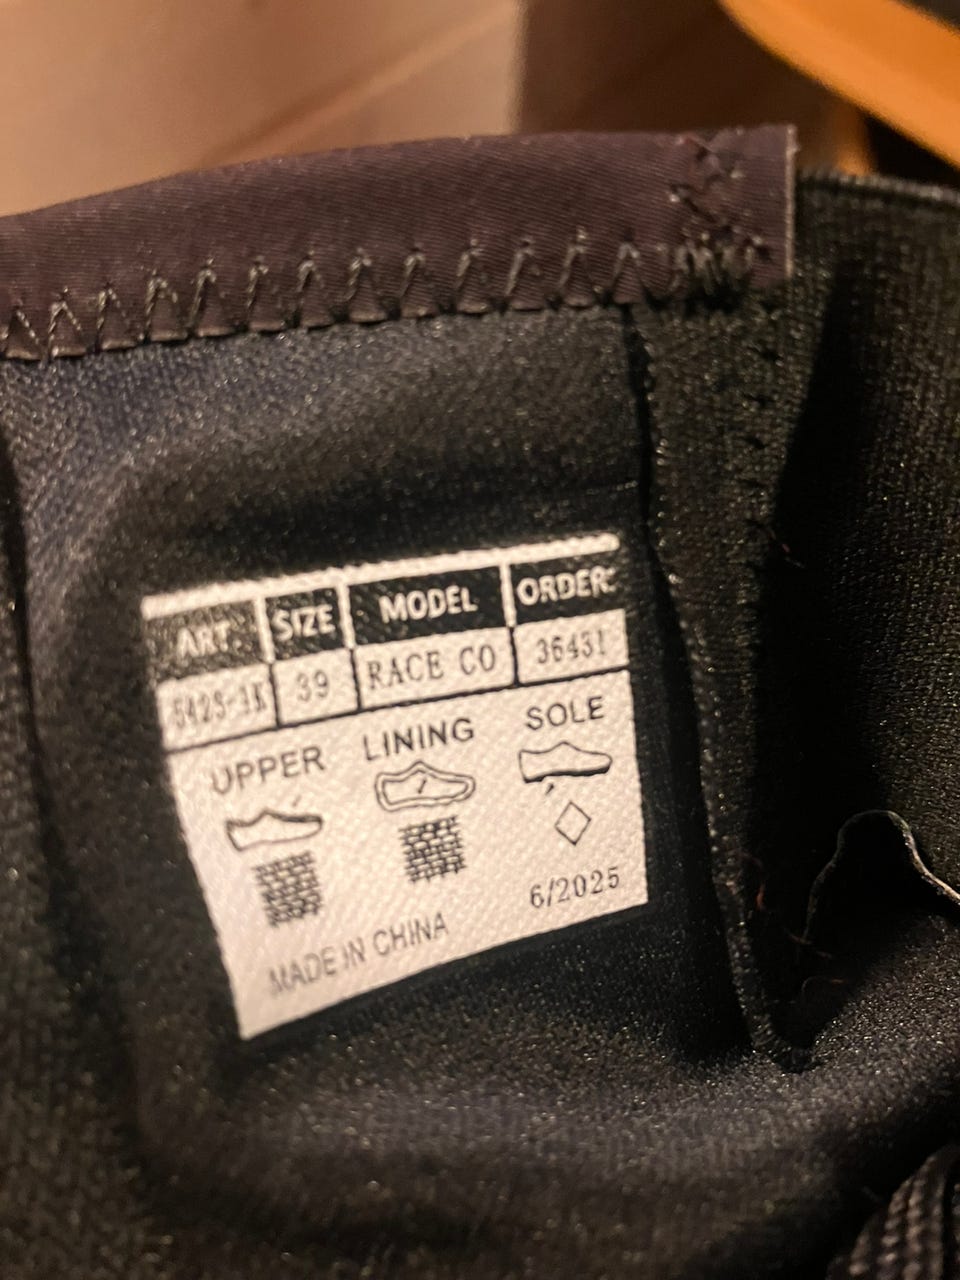 ART SIZE MODEL ORDER:
39 RACE CO 36431
UPPER LINING SOLE
6/2025
MADE IN CHINA